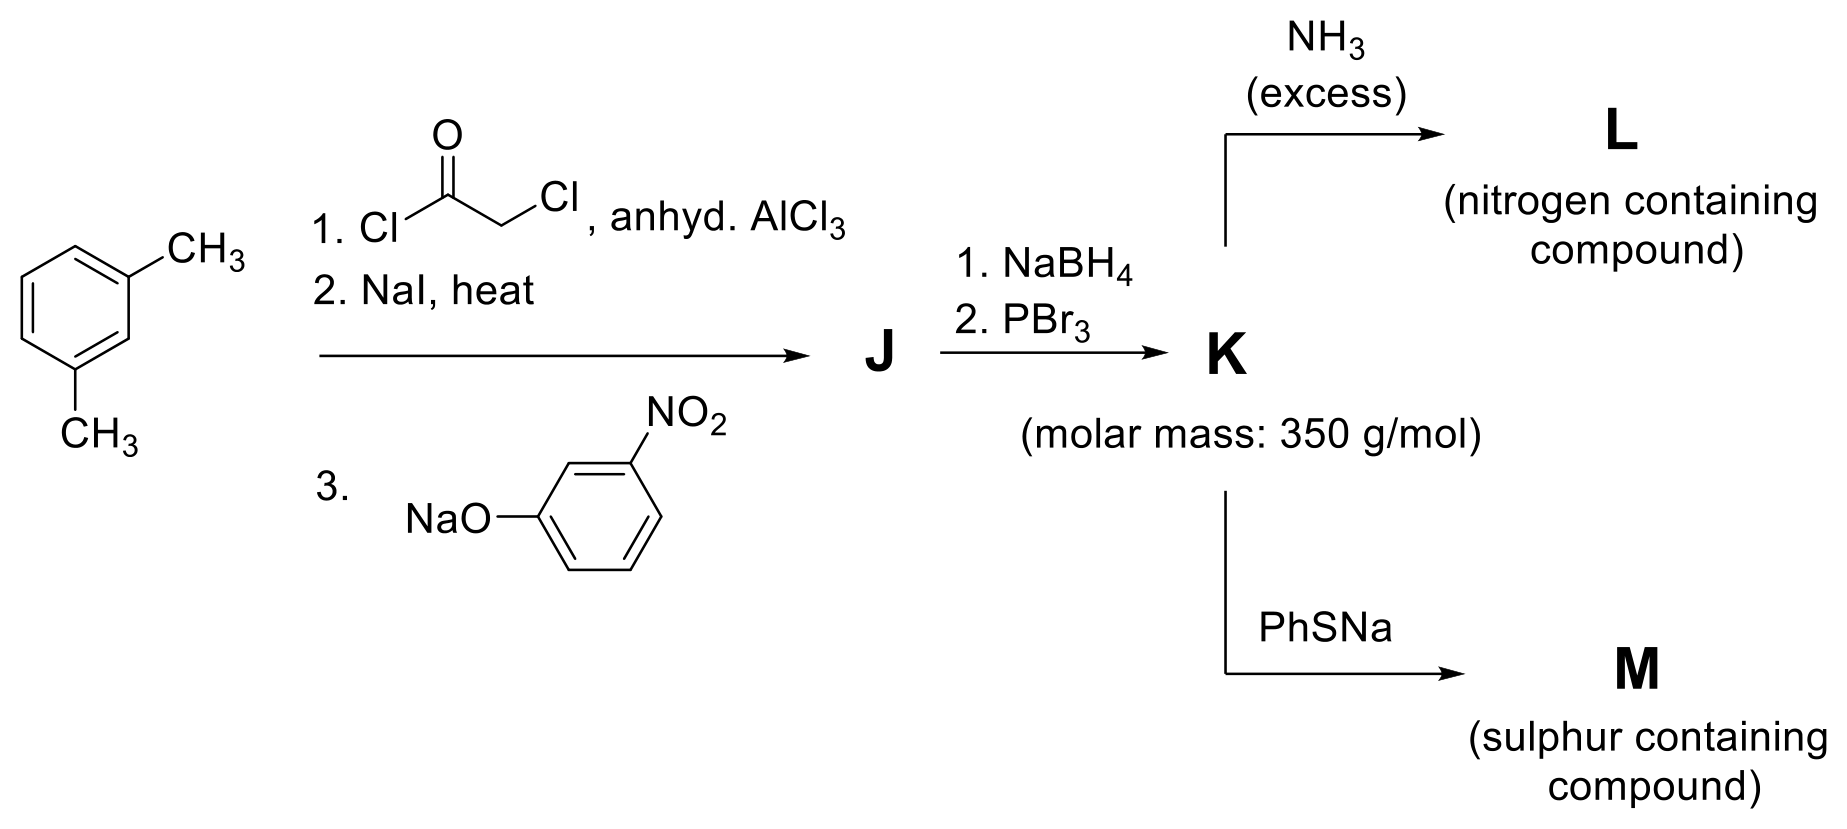 CH3
CH3
O
1. Cl
Cl , anhyd. AlCl3
2. NaI, heat
3.
NaO
NO2
J
1. NaBH4
2. PBr3
K
(molar mass: 350 g/mol)
NH3
(excess)
L
(nitrogen containing
compound)
PhSNa
M
(sulphur containing
compound)